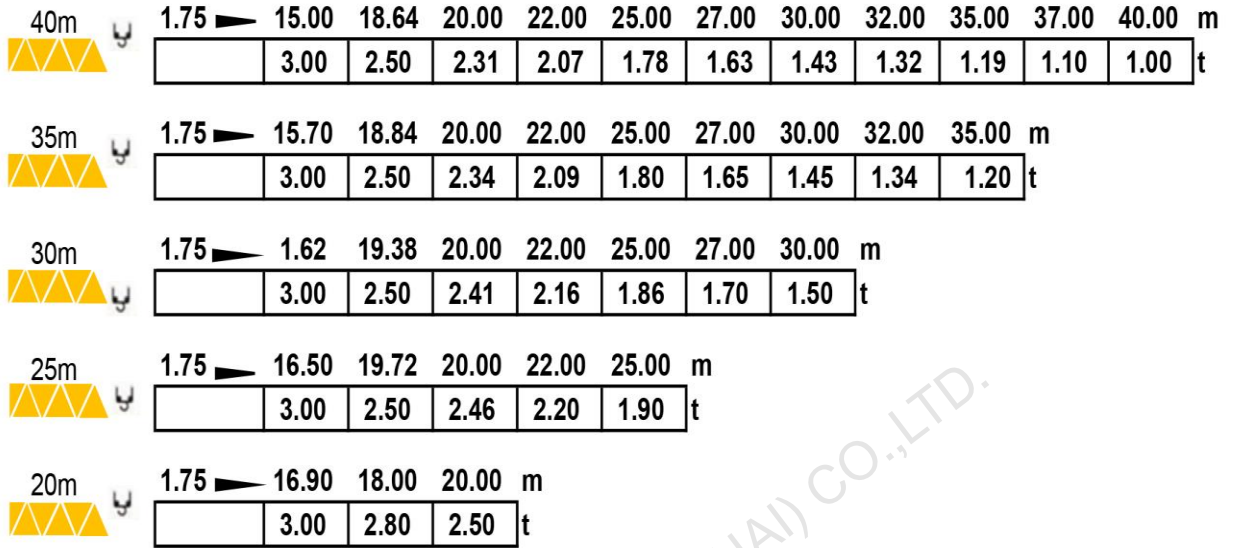 40m 1.75 15.00 18.64 20.00 22.00 25.00 27.00 30.00 32.00 35.00 37.00 40.00 m
3.00 2.50 2.31 2.07 1.78 1.63 1.43 1.32 1.19 1.10 1.00 t
35m 1.75 15.70 18.84 20.00 22.00 25.00 27.00 30.00 32.00 35.00 m
3.00 2.50 2.34 2.09 1.80 1.65 1.45 1.34 1.20 t
30m 1.75 1.62 19.38 20.00 22.00 25.00 27.00 30.00 m
3.00 2.50 2.41 2.16 1.86 1.70 1.50 t
25m 1.75 16.50 19.72 20.00 22.00 25.00 m
3.00 2.50 2.46 2.20 1.90 t
20m 1.75 16.90 18.00 20.00 m
3.00 2.80 2.50 t
CO.,LTD.